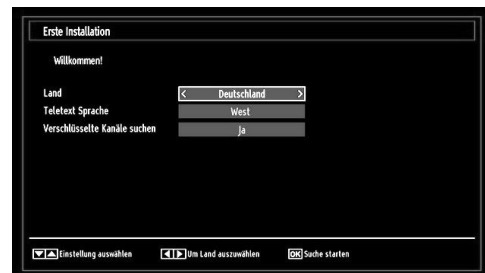 Erste Installation
Willkommen!
Land < Deutschland >
Teletext Sprache West
Verschlüsselte Kanäle suchen Ja
Einstellung auswählen Um Land auszuwählen OK Suche starten